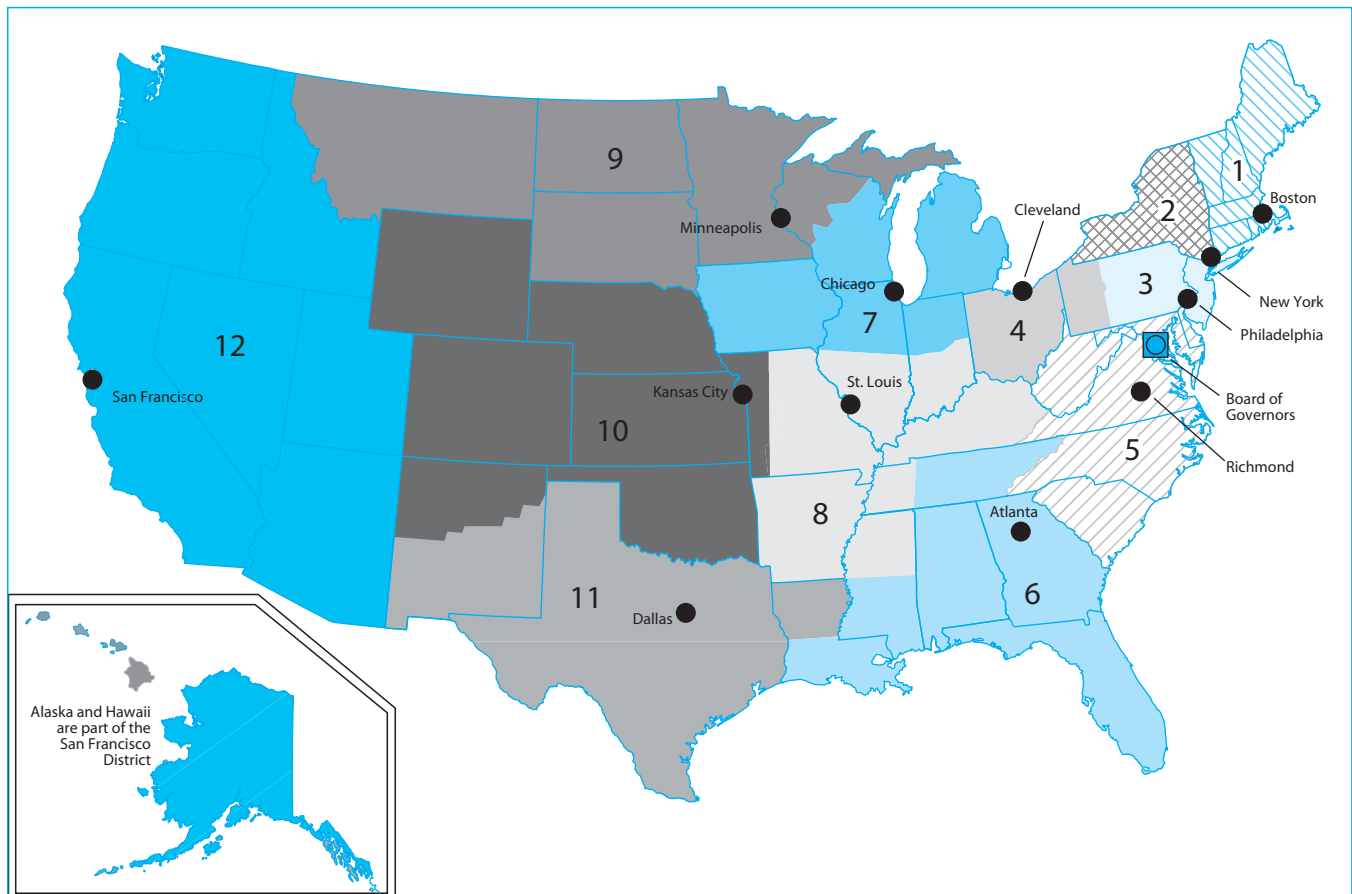 9
1
Boston
Cleveland
2
Minneapolis
Chicago
3
New York
7
4
Philadelphia
12
San Francisco
Kansas City
St. Louis
Board of
Governors
10
5
Richmond
8
Atlanta
11
Dallas
6
Alaska and Hawaii
are part of the
San Francisco
District